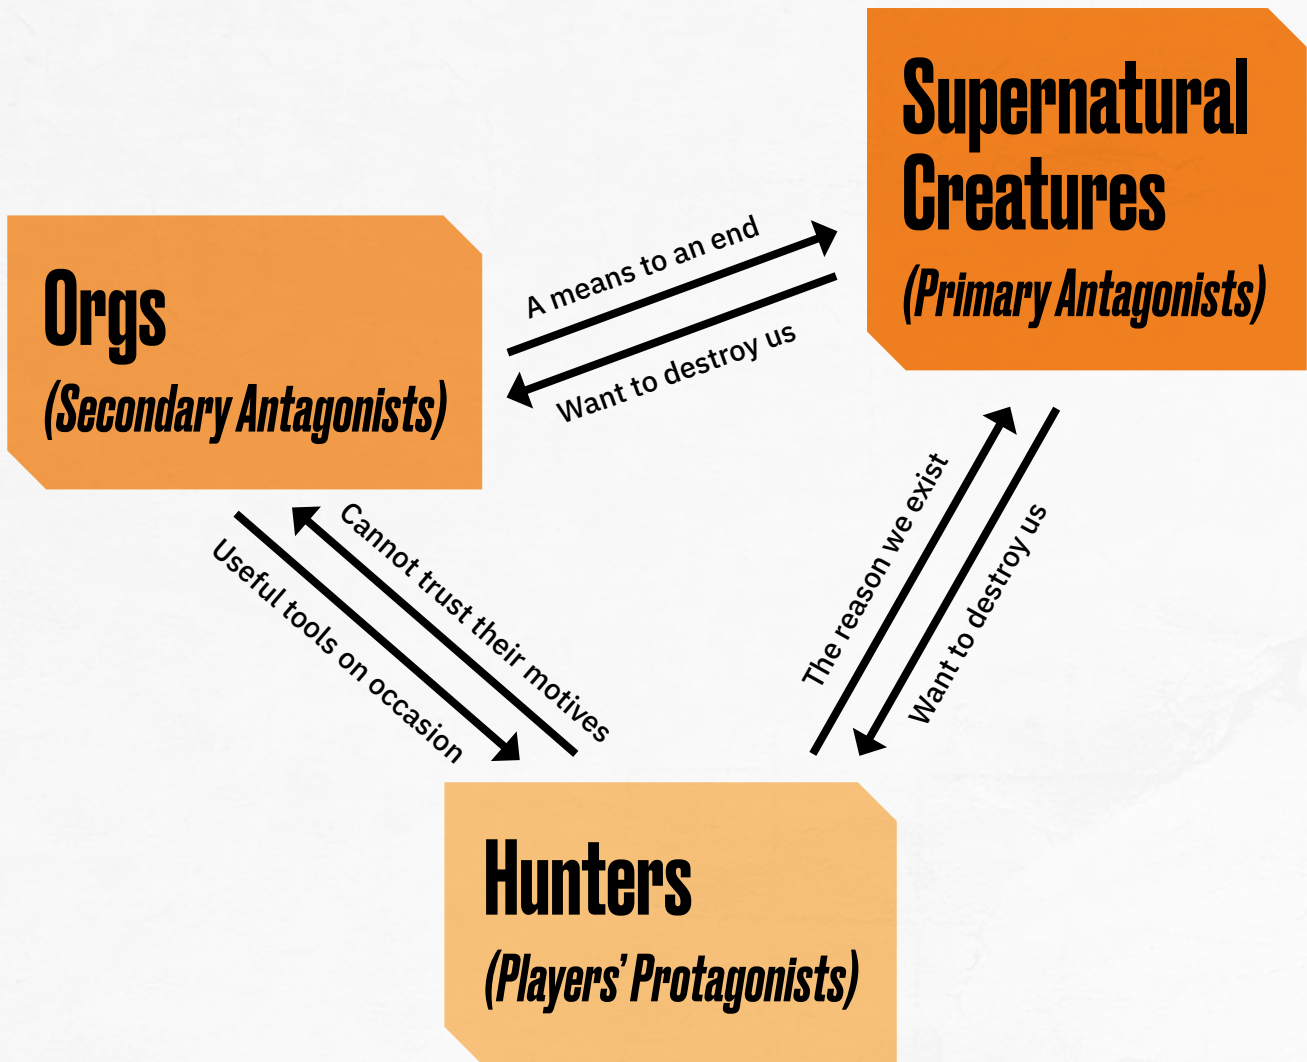 Supernatural
Creatures
(Primary Antagonists)
Orgs
(Secondary Antagonists)
A means to an end
Want to destroy us
Cannot trust their motives
Useful tools on occasion
The reason we exist
Want to destroy us
Hunters
(Players’ Protagonists)